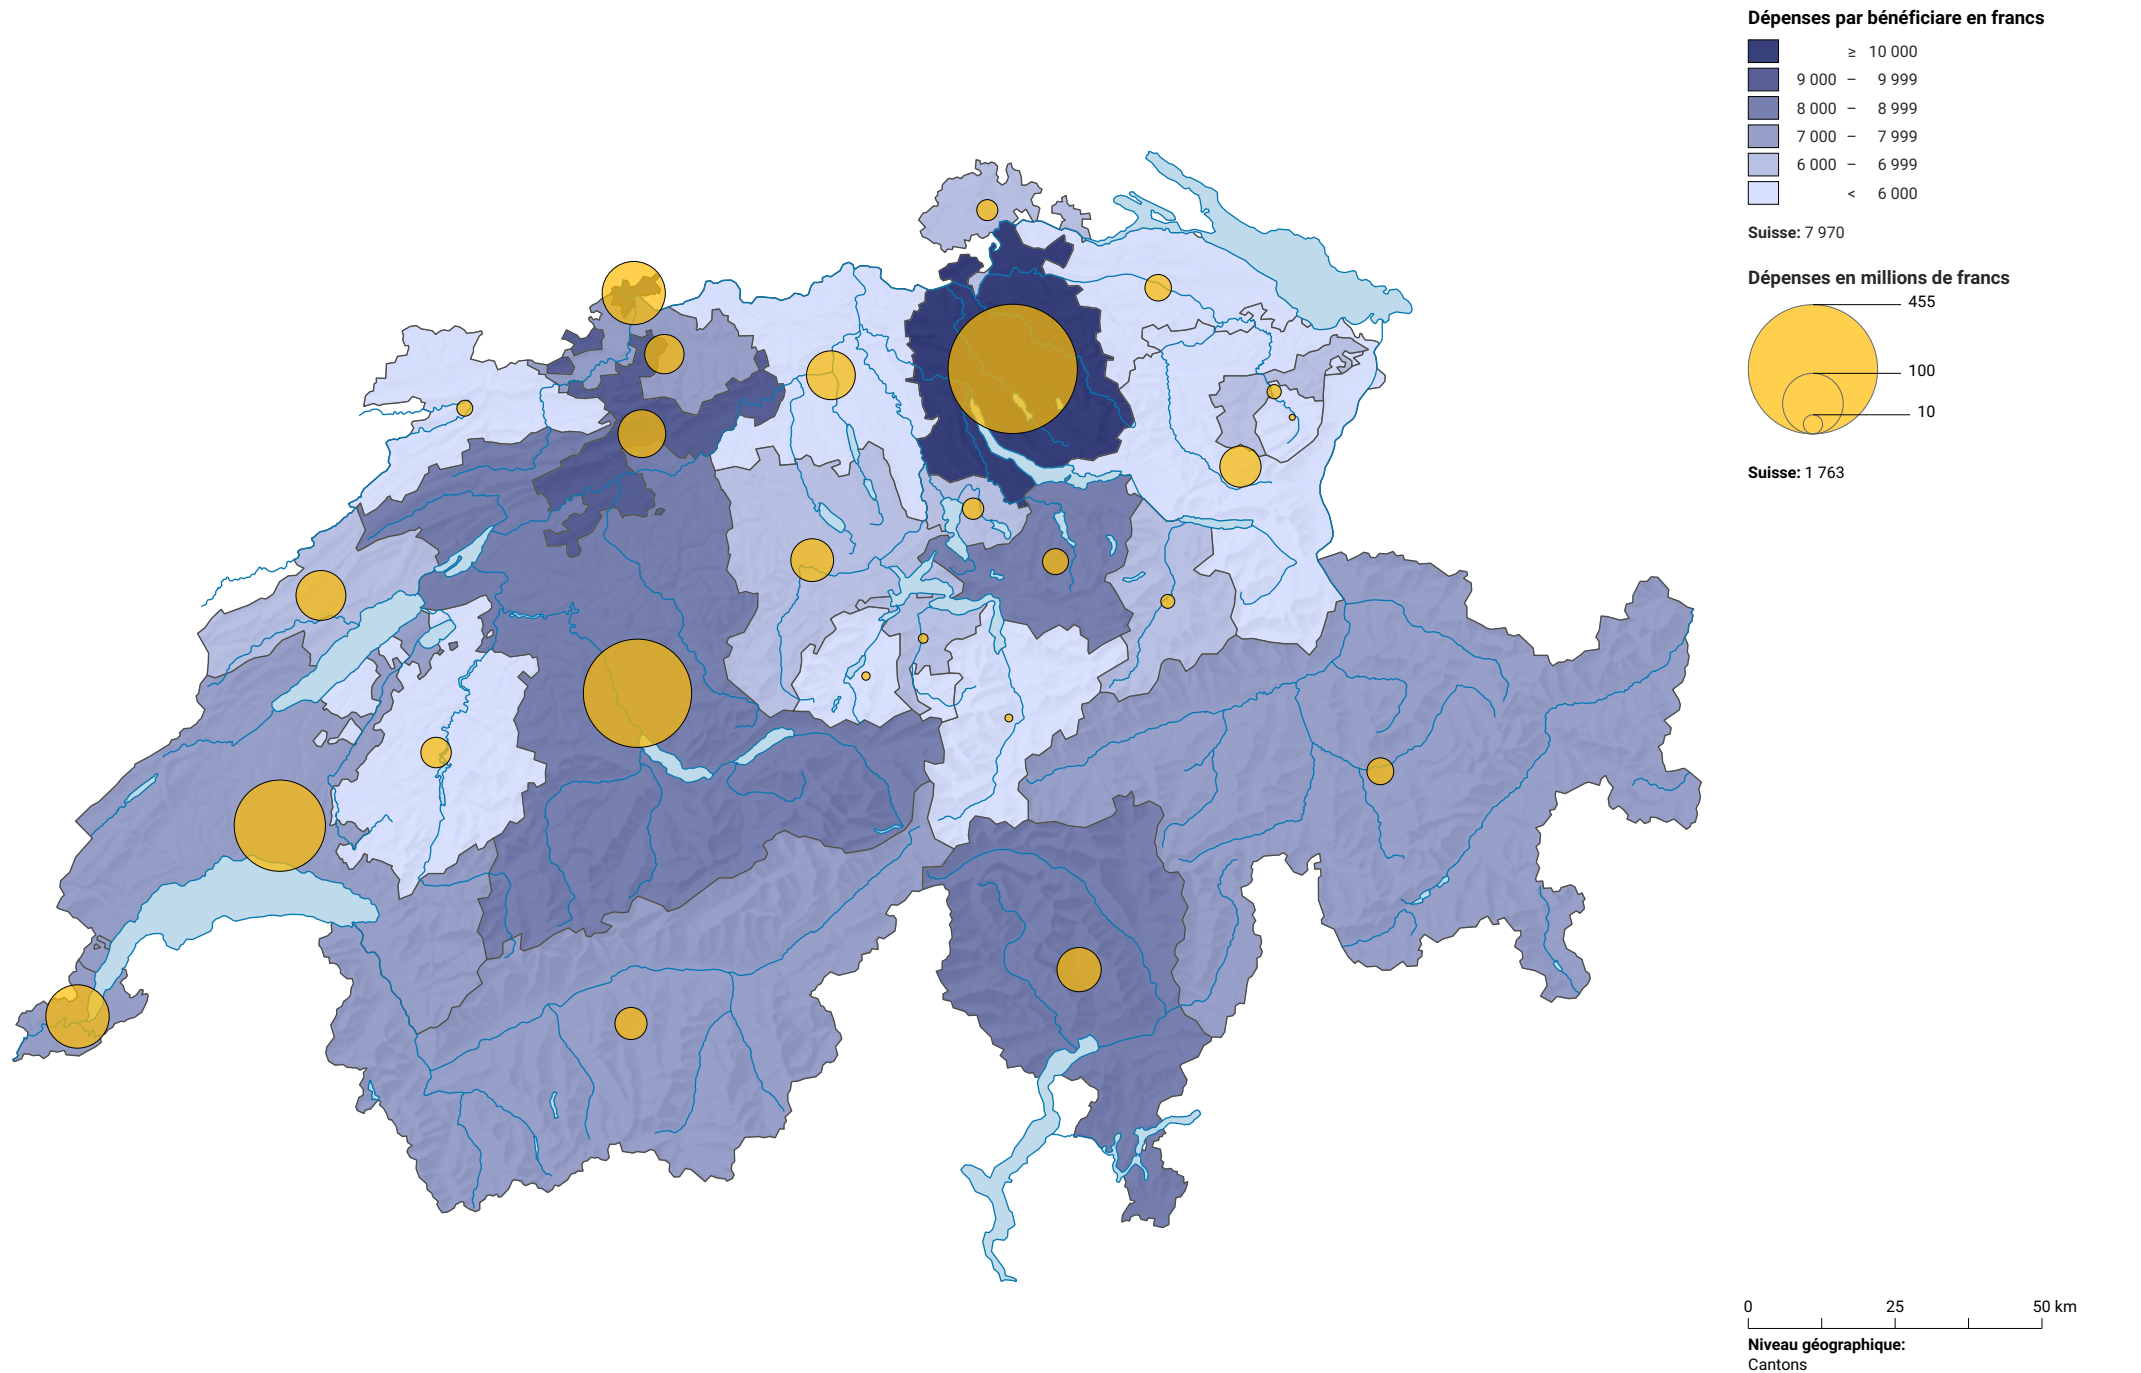 Dépenses par bénéficiare en francs
≥ 10 000
9 000 – 9 999
8 000 – 8 999
7 000 – 7 999
6 000 – 6 999
< 6 000
Suisse: 7 970
Dépenses en millions de francs
455
100
10
Suisse: 1 763
0 25 50 km
Niveau géographique:
Cantons